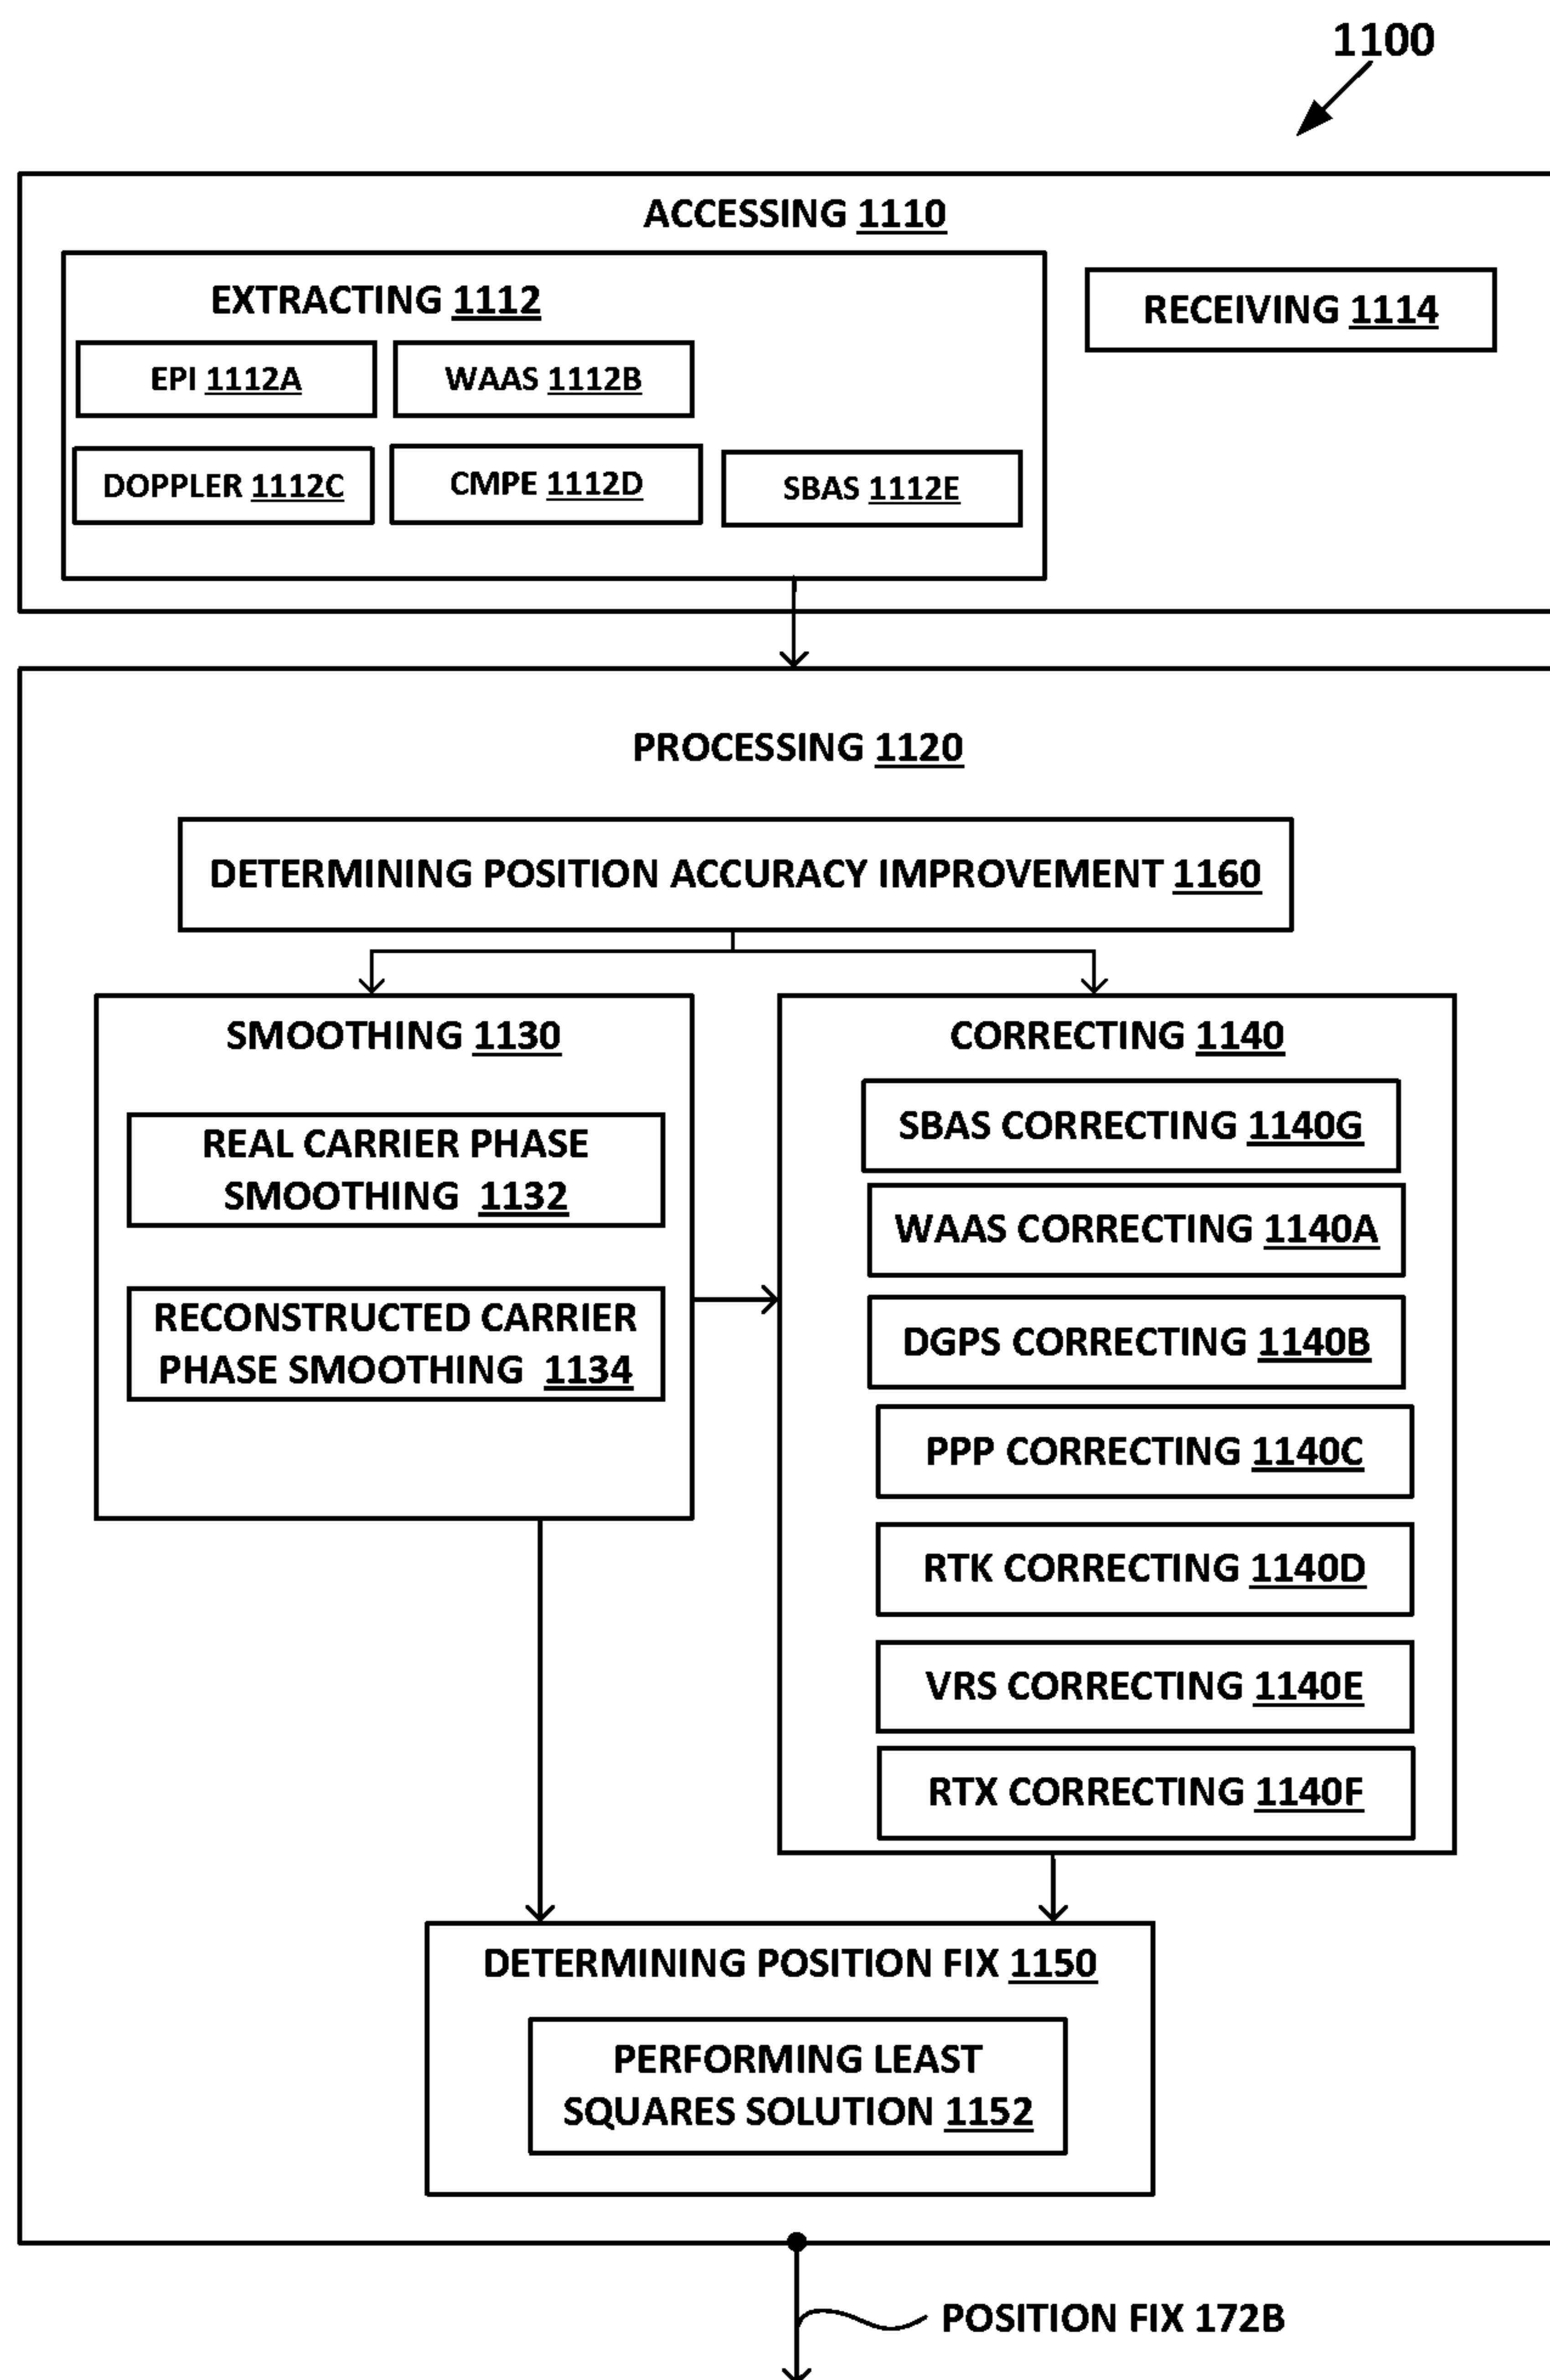 1100
ACCESSING 1110
EXTRACTING 1112
RECEIVING 1114
EPI 1112A
WAAS 1112B
DOPPLER 1112C
CMPE 1112D
SBAS 1112E
PROCESSING 1120
DETERMINING POSITION ACCURACY IMPROVEMENT 1160
SMOOTHING 1130
REAL CARRIER PHASE
SMOOTHING 1132
RECONSTRUCTED CARRIER
PHASE SMOOTHING 1134
CORRECTING 1140
SBAS CORRECTING 1140G
WAAS CORRECTING 1140A
DGPS CORRECTING 1140B
PPP CORRECTING 1140C
RTK CORRECTING 1140D
VRS CORRECTING 1140E
RTX CORRECTING 1140F
DETERMINING POSITION FIX 1150
PERFORMING LEAST
SQUARES SOLUTION 1152
POSITION FIX 172B